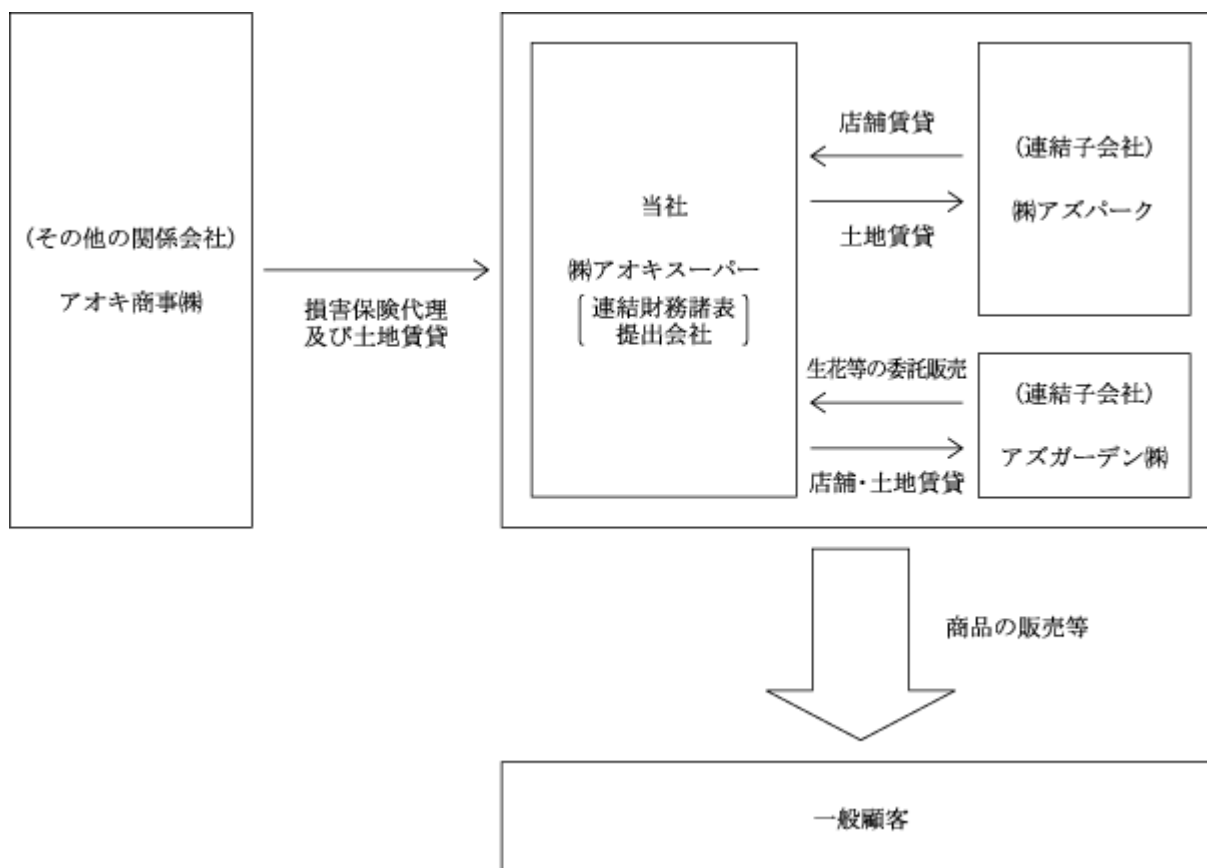 (その他の関係会社)
アオキ商事㈱
損害保険代理
及び土地賃貸
当社
㈱アオキスーパー
連結財務諸表
提出会社
店舗賃貸
土地賃貸
(連結子会社)
㈱アズパーク
生花等の委託販売
店舗・土地賃貸
(連結子会社)
アズガーデン㈱
商品の販売等
一般顧客